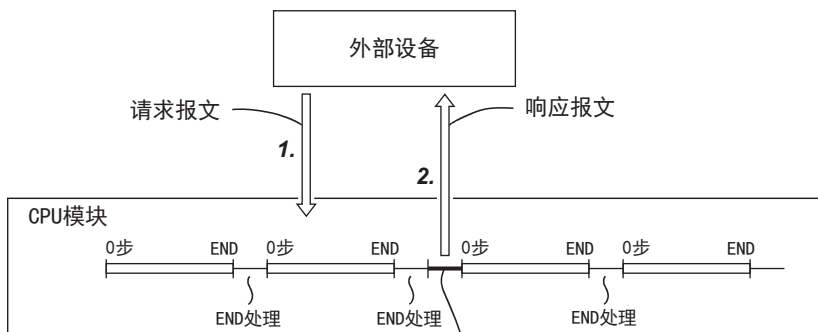 外部设备
请求报文
响应报文
1.
2.
CPU模块
0步 END 0步 END 0步 END 0步 END
END处理 END处理 END处理